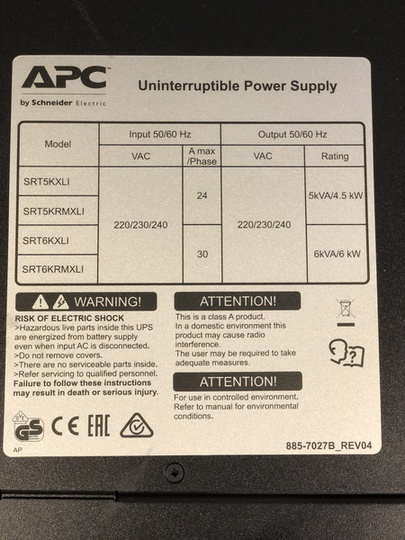 APC™
by Schneider Electric
Uninterruptible Power Supply
Model
Input 50/60 Hz
Output 50/60 Hz
VAC
A max
/Phase
VAC
Rating
SRT5KXLI
SRT5KRMXLI
SRT6KXLI
SRT6KRMXLI
220/230/240
24
30
220/230/240
5kVA/4.5 kW
6kVA/6 kW
WARNING!
RISK OF ELECTRIC SHOCK
>Hazardous live parts inside this UPS
are energized from battery supply
even when input AC is disconnected.
>Do not remove covers.
>There are no serviceable parts inside.
>Refer servicing to qualified personnel.
Failure to follow these instructions
may result in death or serious injury.
ATTENTION!
This is a class A product.
In a domestic environment this
product may cause radio
interference.
The user may be required to take
adequate measures.
ATTENTION!
For use in controlled environment.
Refer to manual for environmental
conditions.
GS CE EAC
AP
885-7027B_REV04